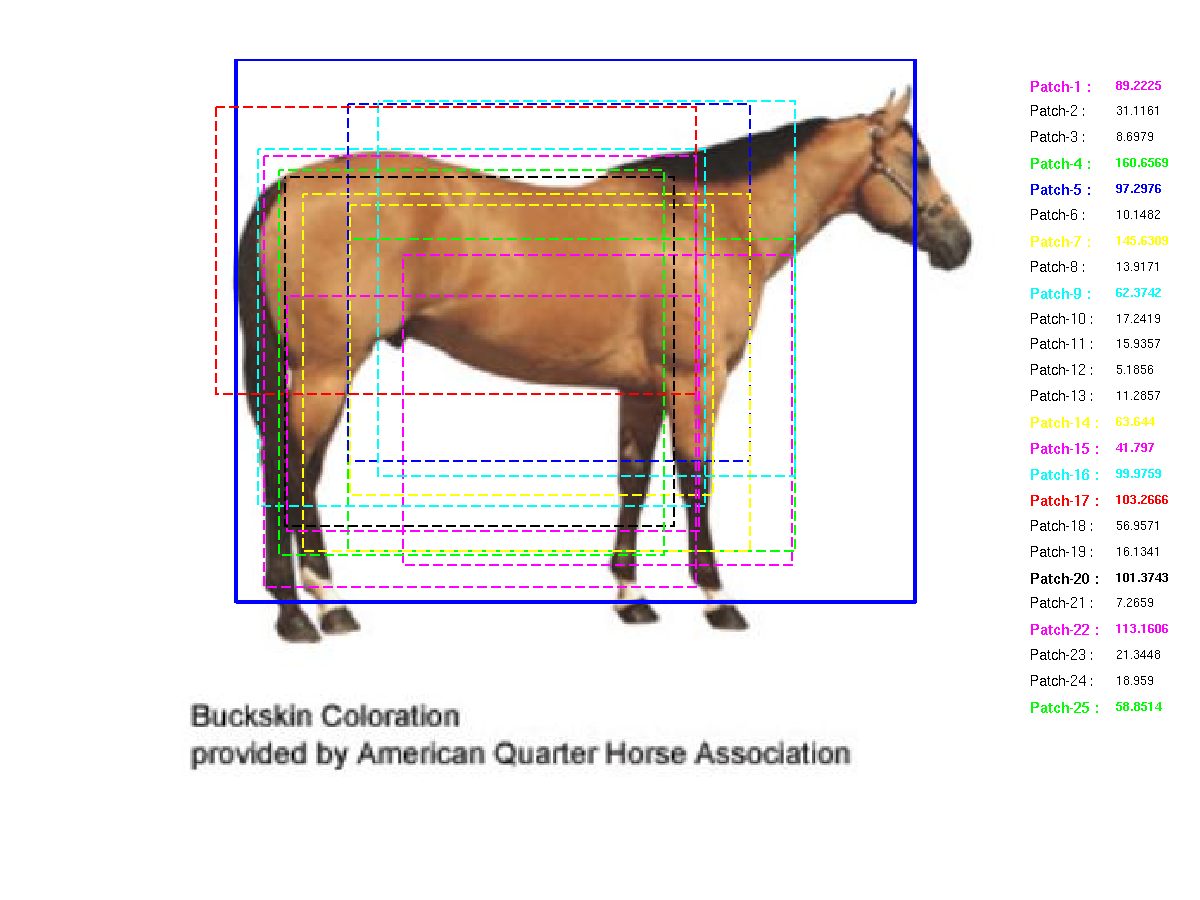 Patch-1 : 89.2225
Patch-2 : 31.1161
Patch-3 : 8.6979
Patch-4 : 160.6569
Patch-5 : 97.2976
Patch-6 : 10.1482
Patch-7 : 145.6309
Patch-8 : 13.9171
Patch-9 : 62.3742
Patch-10 : 17.2419
Patch-11 : 15.9357
Patch-12 : 5.1856
Patch-13 : 11.2857
Patch-14 : 63.644
Patch-15 : 41.797
Patch-16 : 99.9759
Patch-17 : 103.2666
Patch-18 : 56.9571
Patch-19 : 16.1341
Patch-20 : 101.3743
Patch-21 : 7.2659
Patch-22 : 113.1606
Patch-23 : 21.3448
Patch-24 : 18.959
Patch-25 : 58.8514
Buckskin Coloration
provided by American Quarter Horse Association